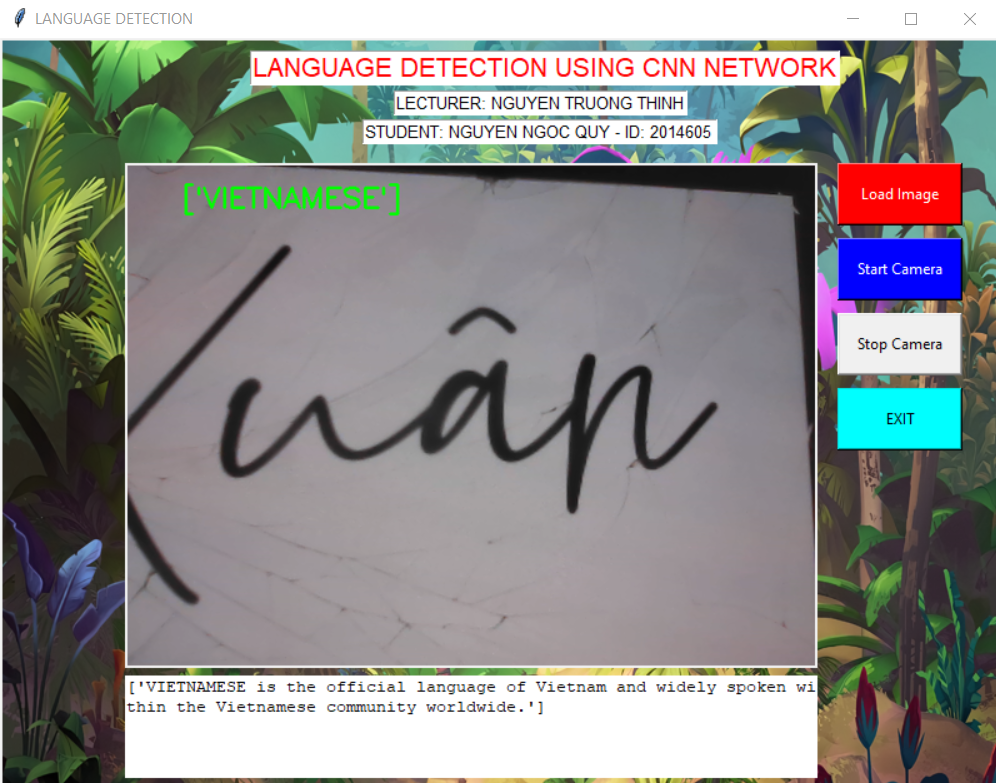 LANGUAGE DETECTION
LANGUAGE DETECTION USING CNN NETWORK
LECTURER: NGUYEN TRUONG THINH
STUDENT: NGUYEN NGOC QUY - ID: 2014605
['VIETNAMESE']
Xuân
Load Image
Start Camera
Stop Camera
EXIT
['VIETNAMESE is the official language of Vietnam and widely spoken wi
thin the Vietnamese community worldwide.']